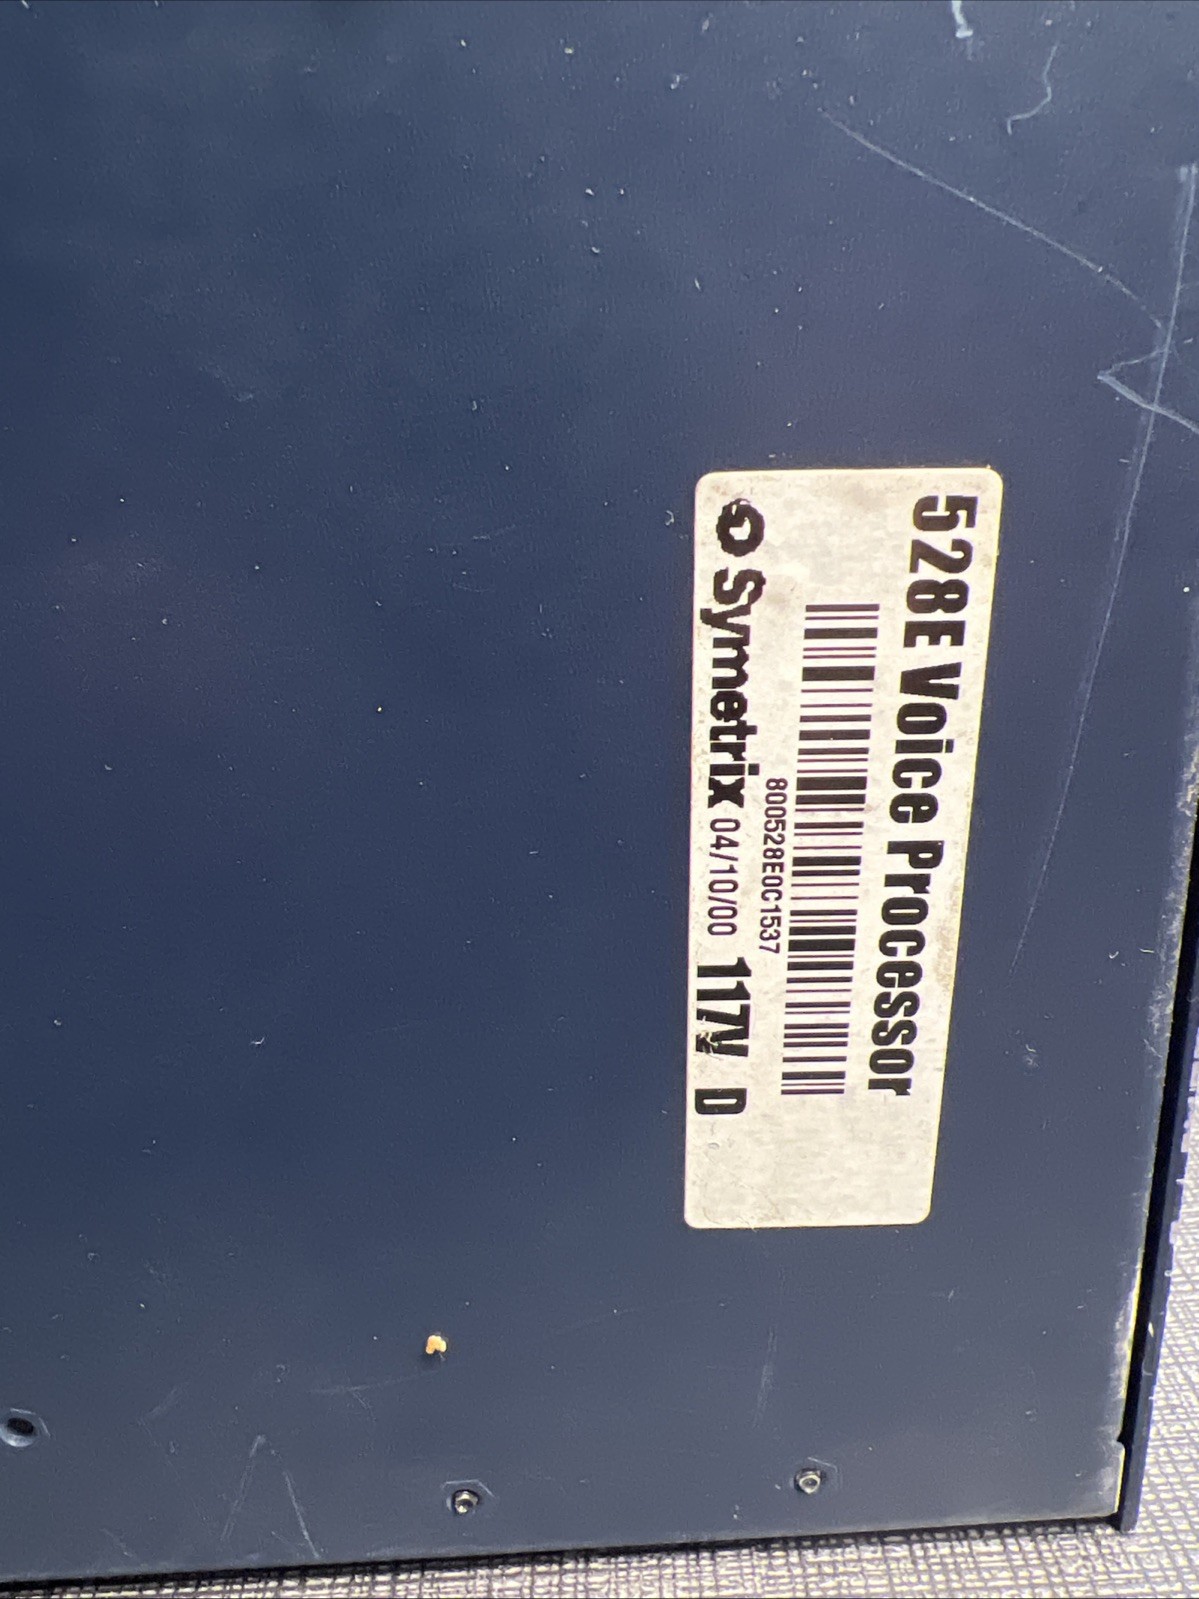 528E Voice Processor
800528E0C1537
Symetrix 04/10/00 117V D